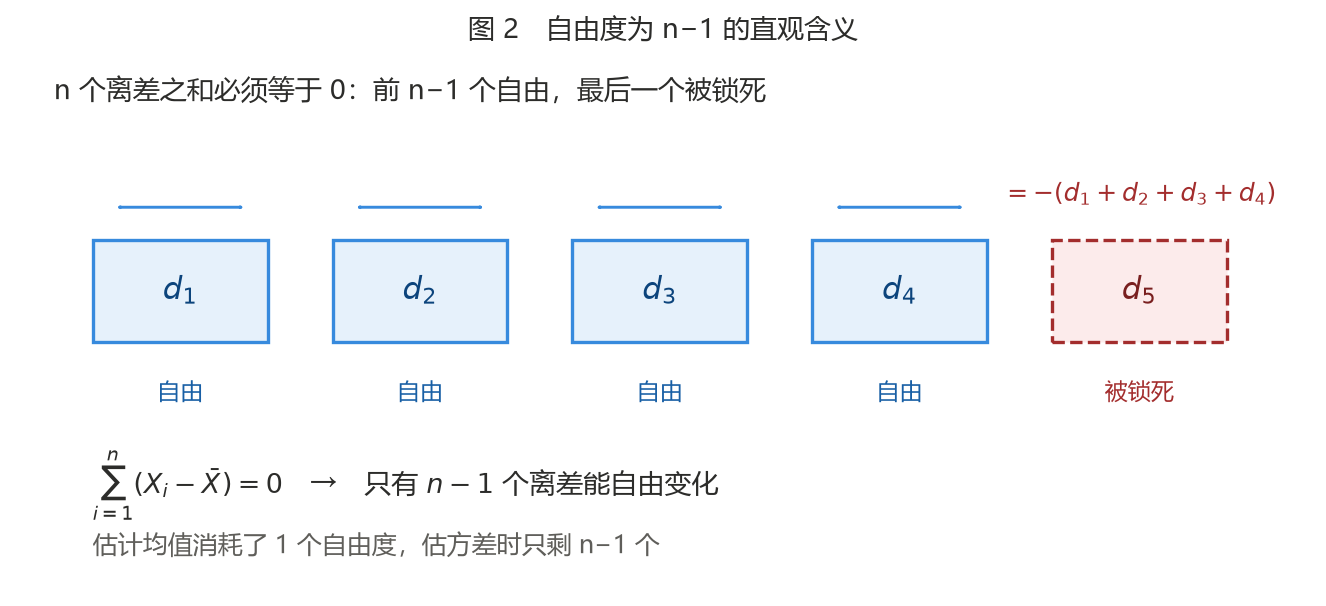 图 2 自由度为 n−1 的直观含义
n 个离差之和必须等于 0：前 n−1 个自由，最后一个被锁死
= −(d₁ + d₂ + d₃ + d₄)
d₁ d₂ d₃ d₄ d₅
自由 自由 自由 自由 被锁死
∑ⁿᵢ₌₁ (Xᵢ − X̄) = 0 → 只有 n − 1 个离差能自由变化
估计均值消耗了 1 个自由度，估方差时只剩 n−1 个